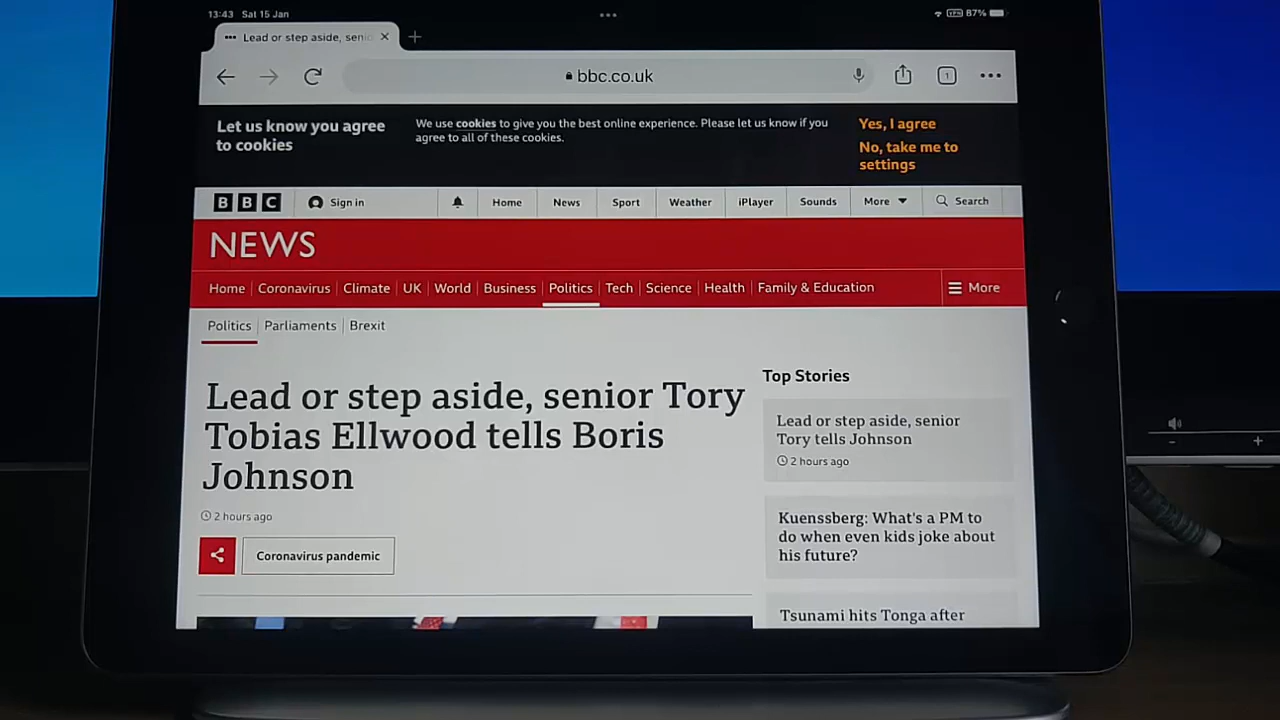 13:43 Sat 15 Jan
VPN 87%
Lead or step aside, senio
bbc.co.uk
1
Let us know you agree
to cookies
We use cookies to give you the best online experience. Please let us know if you
agree to all of these cookies.
Yes, I agree
No, take me to
settings
BBC Sign in Home News Sport Weather iPlayer Sounds More Search
NEWS
Home Coronavirus Climate UK World Business Politics Tech Science Health Family & Education More
Politics Parliaments Brexit
Lead or step aside, senior Tory
Tobias Ellwood tells Boris
Johnson
2 hours ago
Coronavirus pandemic
Top Stories
Lead or step aside, senior
Tory tells Johnson
2 hours ago
Kuenssberg: What's a PM to
do when even kids joke about
his future?
Tsunami hits Tonga after